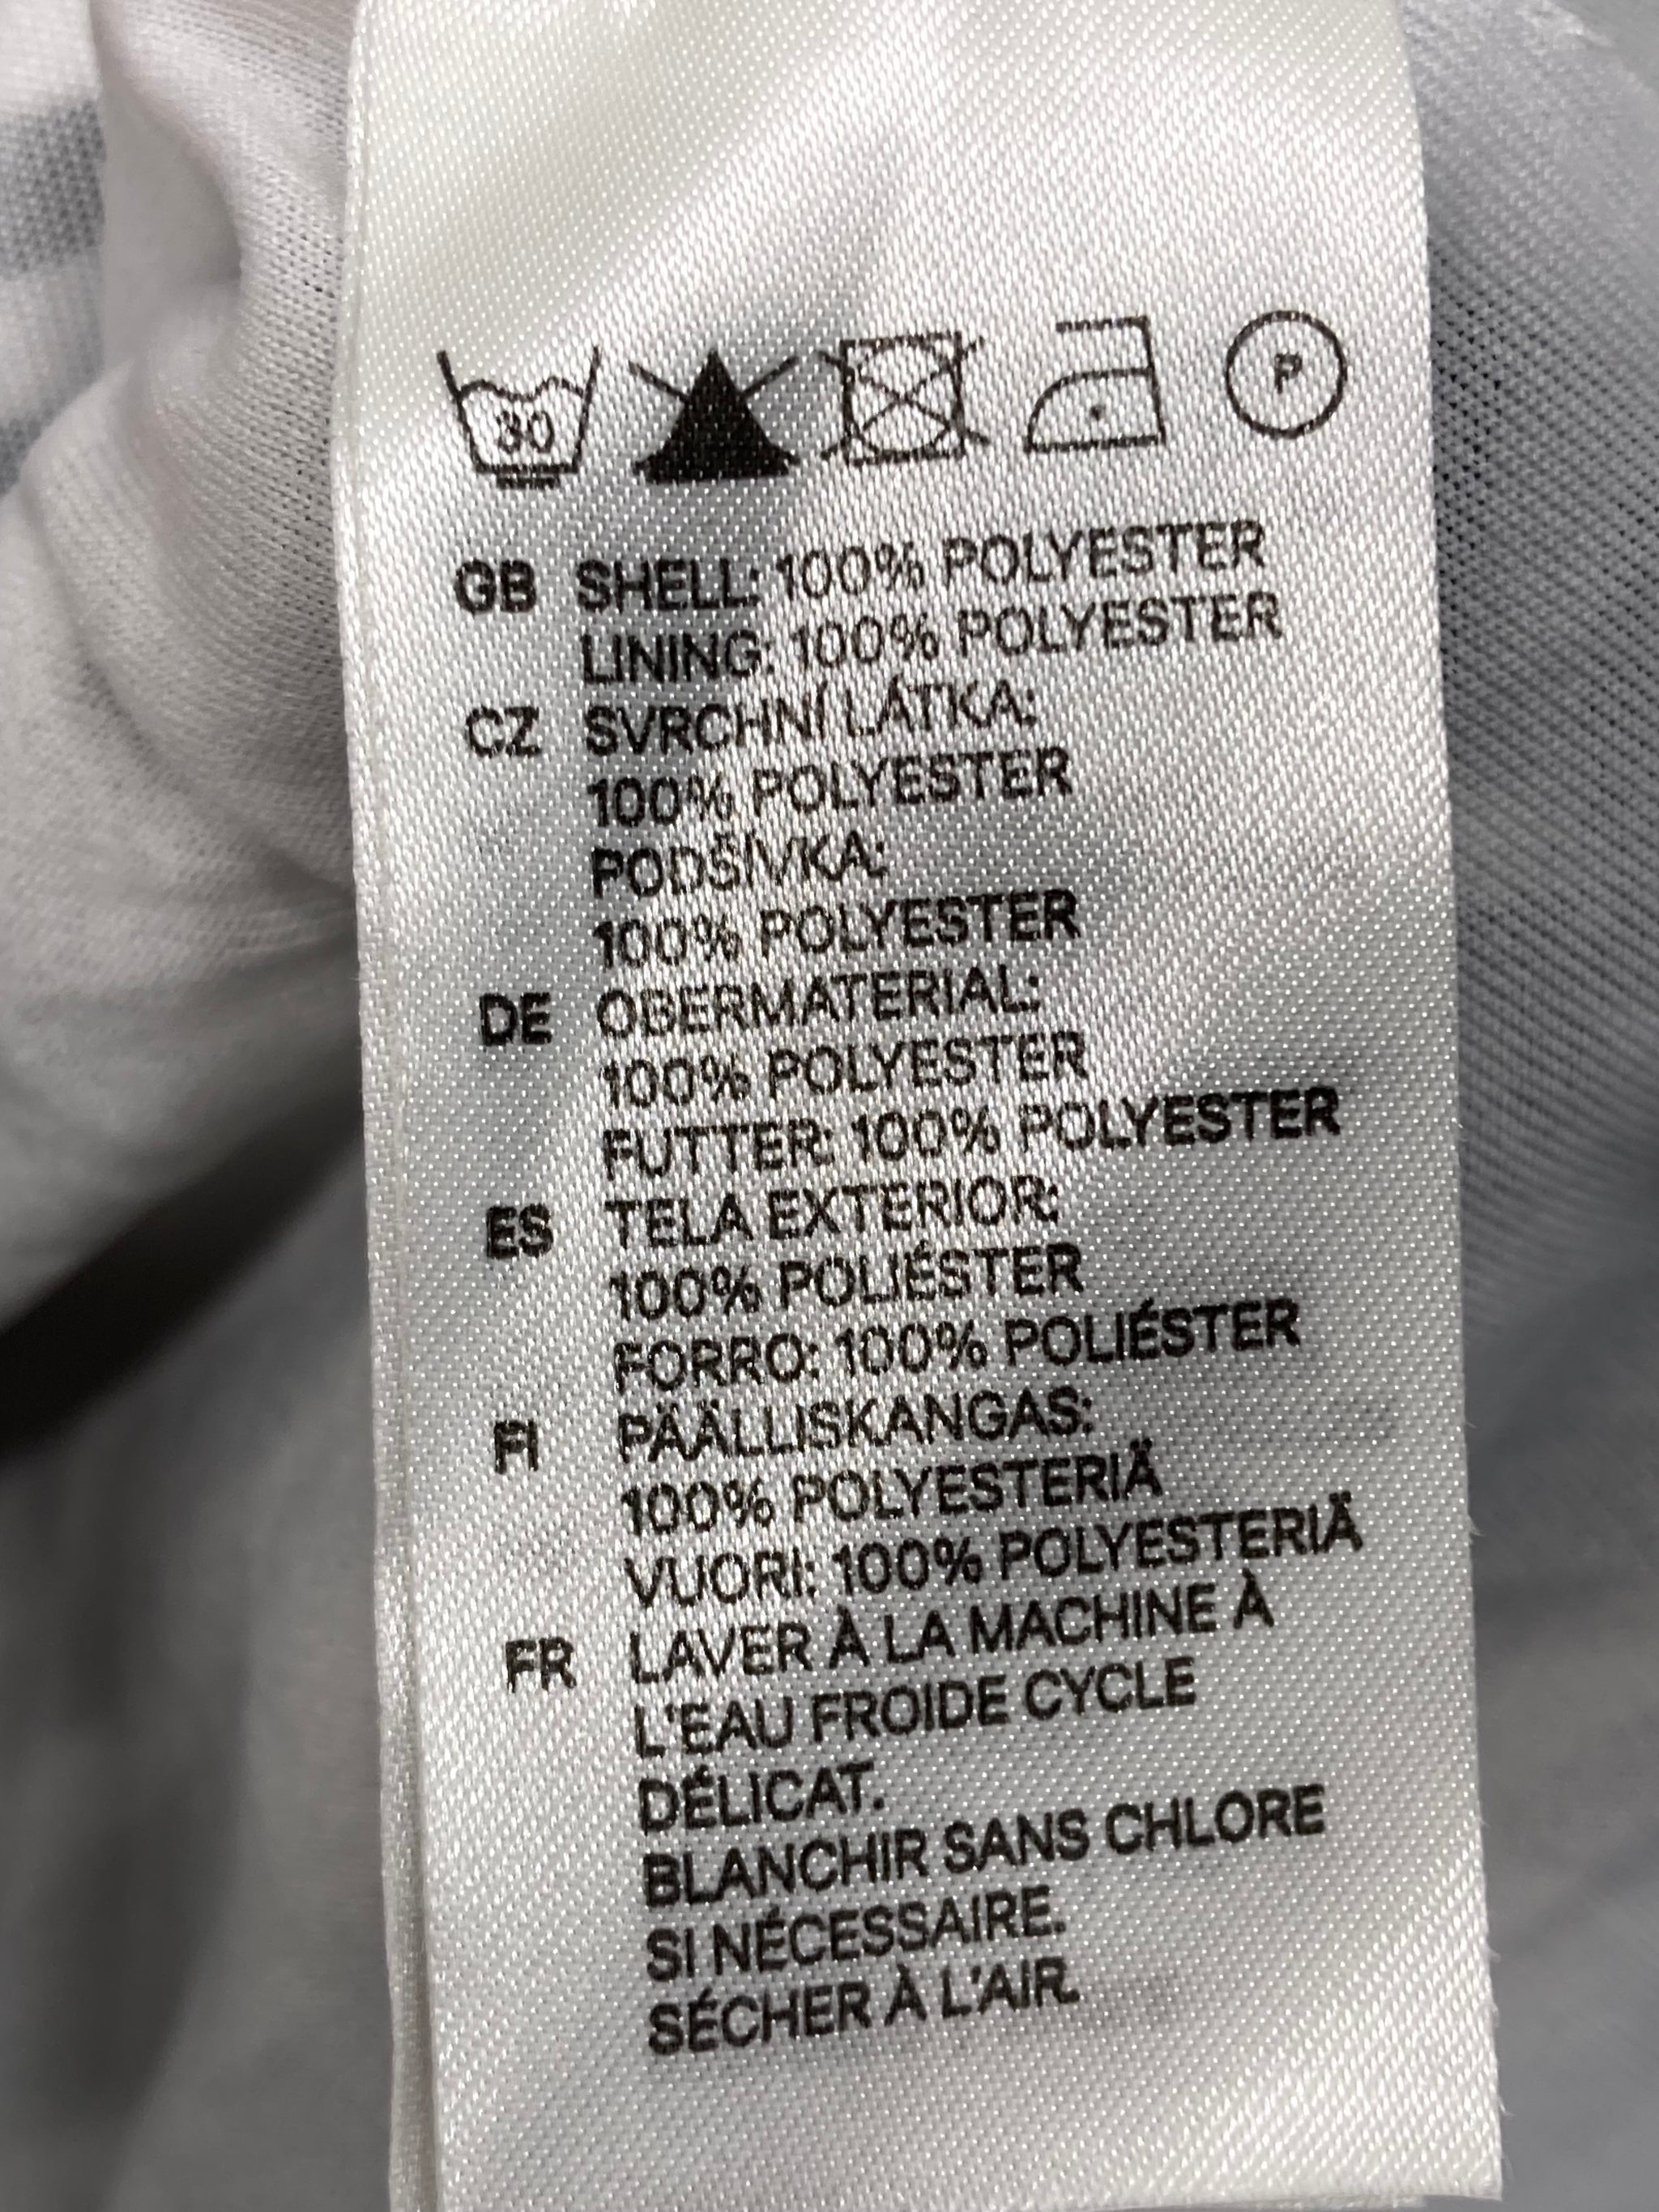 30
P
GB SHELL: 100% POLYESTER
LINING: 100% POLYESTER
CZ SVRCHNÍ LÁTKA:
100% POLYESTER
PODŠÍVKA:
100% POLYESTER
DE OBERMATERIAL:
100% POLYESTER
FUTTER: 100% POLYESTER
ES TELA EXTERIOR:
100% POLIÉSTER
FORRO: 100% POLIÉSTER
FI PÄÄLLISKANGAS:
100% POLYESTERIÄ
VUORI: 100% POLYESTERIÄ
FR LAVER À LA MACHINE À
L'EAU FROIDE CYCLE
DÉLICAT.
BLANCHIR SANS CHLORE
SI NÉCESSAIRE.
SÉCHER À L'AIR.